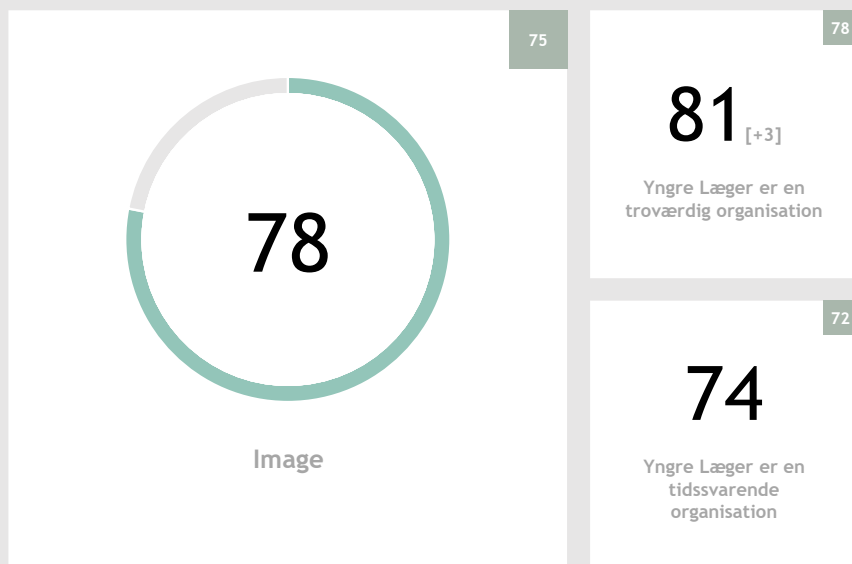 75
78
Image
78
81 [+3]
Yngre Læger er en
troværdig organisation
72
74
Yngre Læger er en
tidssvarende
organisation